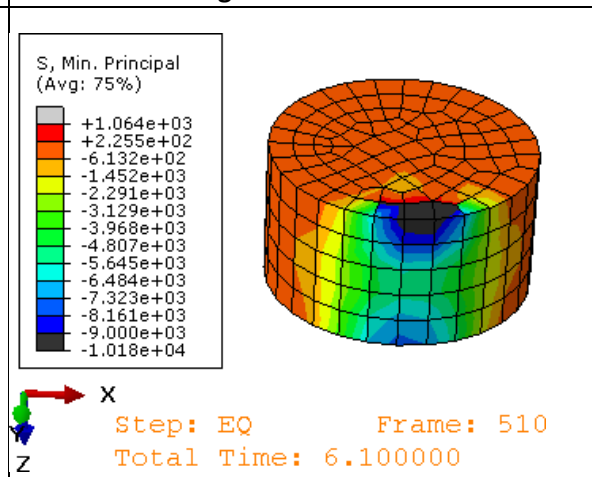 S, Min. Principal
(Avg: 75%)
+1.064e+03
+2.255e+02
-6.132e+02
-1.452e+03
-2.291e+03
-3.129e+03
-3.968e+03
-4.807e+03
-5.645e+03
-6.484e+03
-7.323e+03
-8.161e+03
-9.000e+03
-1.018e+04
X
Y
Z
Step: EQ Frame: 510
Total Time: 6.100000